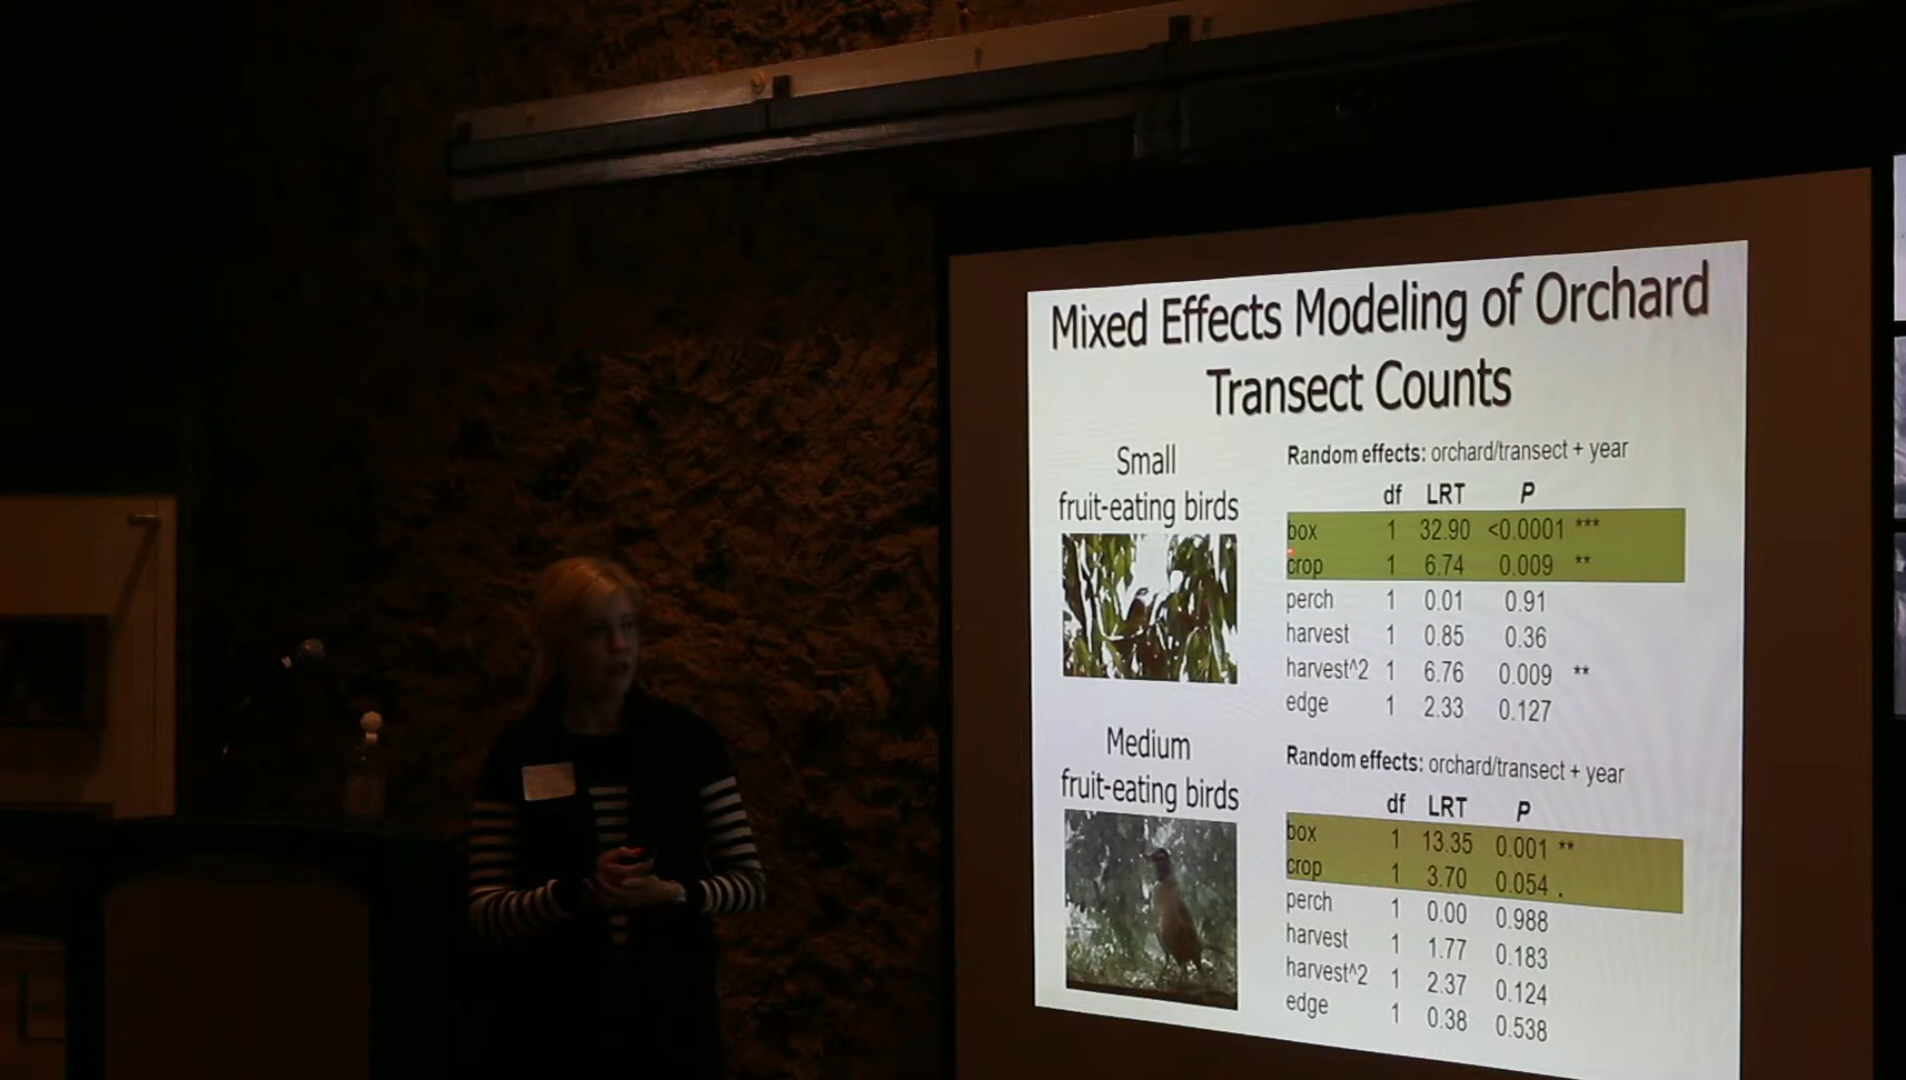 Mixed Effects Modeling of Orchard
Transect Counts
Small
fruit-eating birds
Random effects: orchard/transect + year
df LRT P
box 1 32.90 <0.0001 ***
crop 1 6.74 0.009 **
perch 1 0.01 0.91
harvest 1 0.85 0.36
harvest^2 1 6.76 0.009 **
edge 1 2.33 0.127
Medium
fruit-eating birds
Random effects: orchard/transect + year
df LRT P
box 1 13.35 0.001 **
crop 1 3.70 0.054 .
perch 1 0.00 0.988
harvest 1 1.77 0.183
harvest^2 1 2.37 0.124
edge 1 0.38 0.538